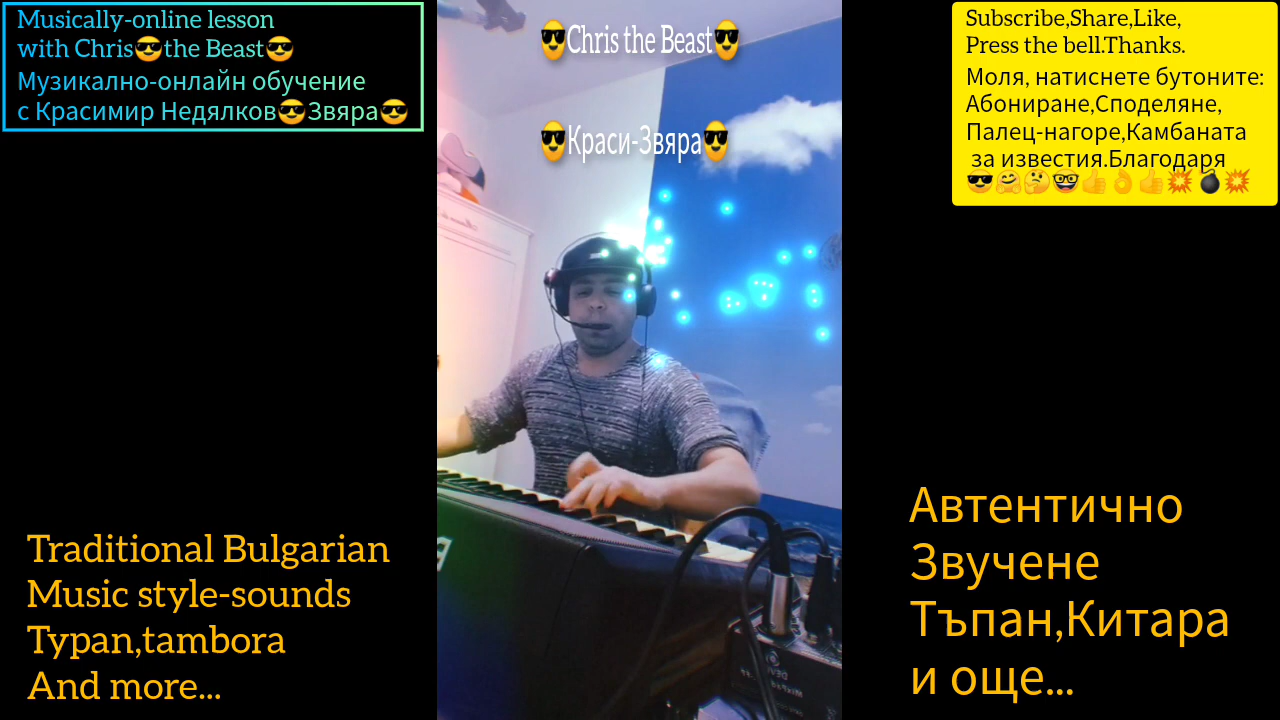 Musically-online lesson
with Chris😎the Beast😎
Музикално-онлайн обучение
с Красимир Недялков😎Звяра😎
😎Chris the Beast😎
😎Краси-Звяра😎
Subscribe,Share,Like,
Press the bell.Thanks.
Моля, натиснете бутоните:
Абониране,Споделяне,
Палец-нагоре,Камбаната
за известия.Благодаря
😎🤗🤔🤓👍👌👍💥💣💥
Traditional Bulgarian
Music style-sounds
Typan,tambora
And more...
Автентично
Звучене
Тъпан,Китара
и още...